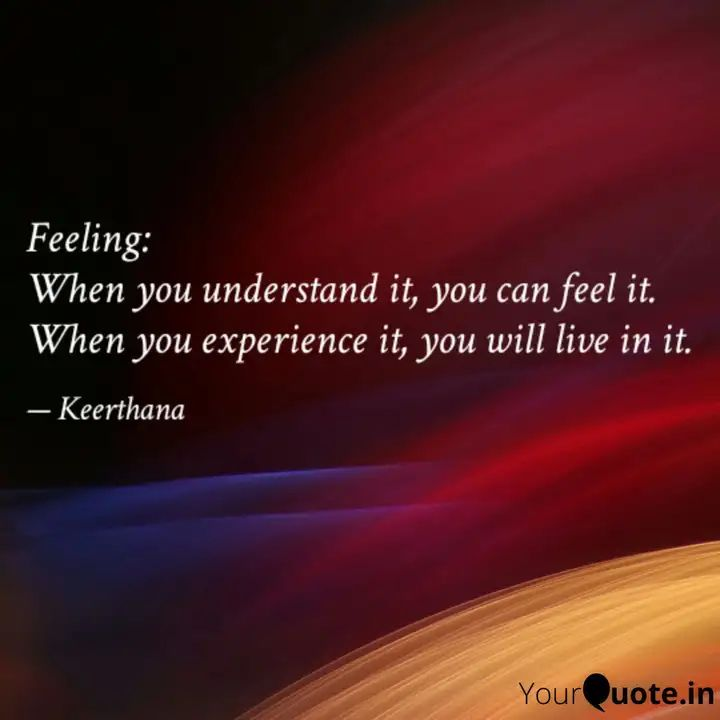 Feeling:
When you understand it, you can feel it.
When you experience it, you will live in it.
— Keerthana
YourQuote.in